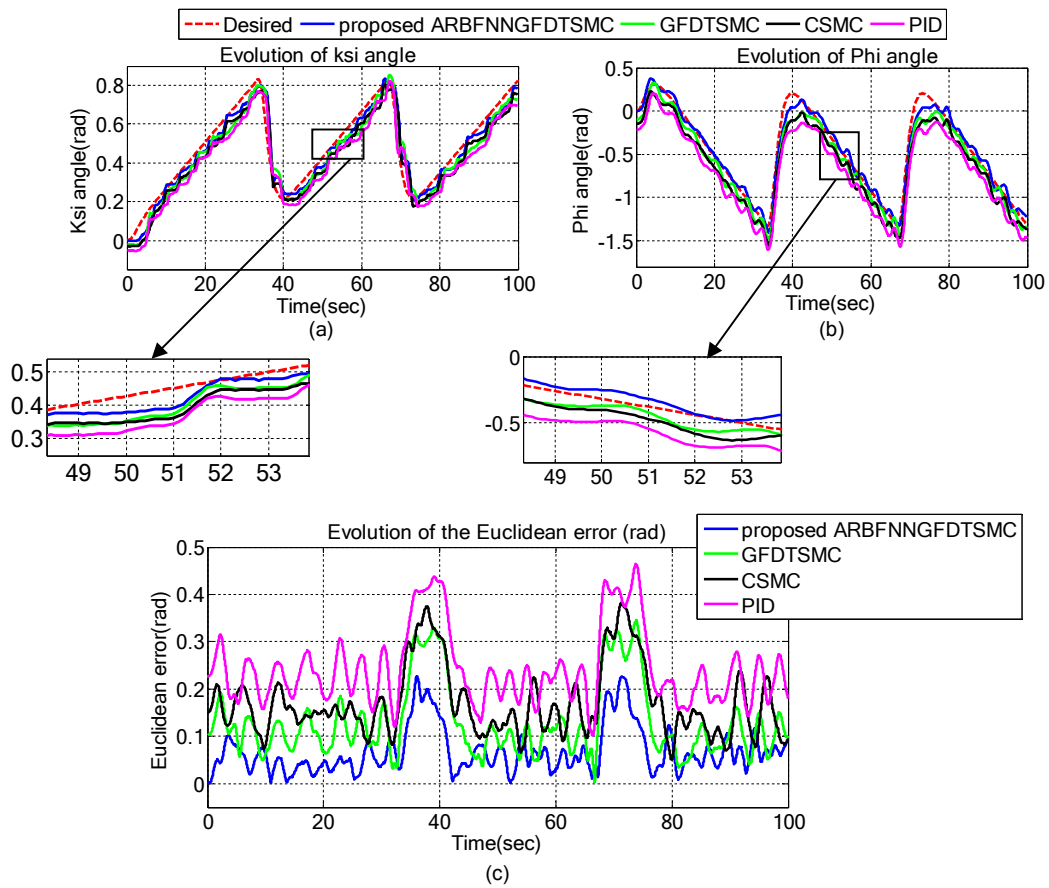 Desired proposed ARBFNNGFDTSMC GFDTSMC CSMC PID
Evolution of ksi angle
Ksi angle(rad)
0.8
0.6
0.4
0.2
0
0 20 40 60 80 100
Time(sec)
(a)
Evolution of Phi angle
Phi angle(rad)
0.5
0
-0.5
-1
-1.5
0 20 40 60 80 100
Time(sec)
(b)
0.5
0.4
0.3
49 50 51 52 53
0
-0.5
49 50 51 52 53
Evolution of the Euclidean error (rad)
proposed ARBFNNGFDTSMC
GFDTSMC
CSMC
PID
Euclidean error(rad)
0.5
0.4
0.3
0.2
0.1
0
0 20 40 60 80 100
Time(sec)
(c)